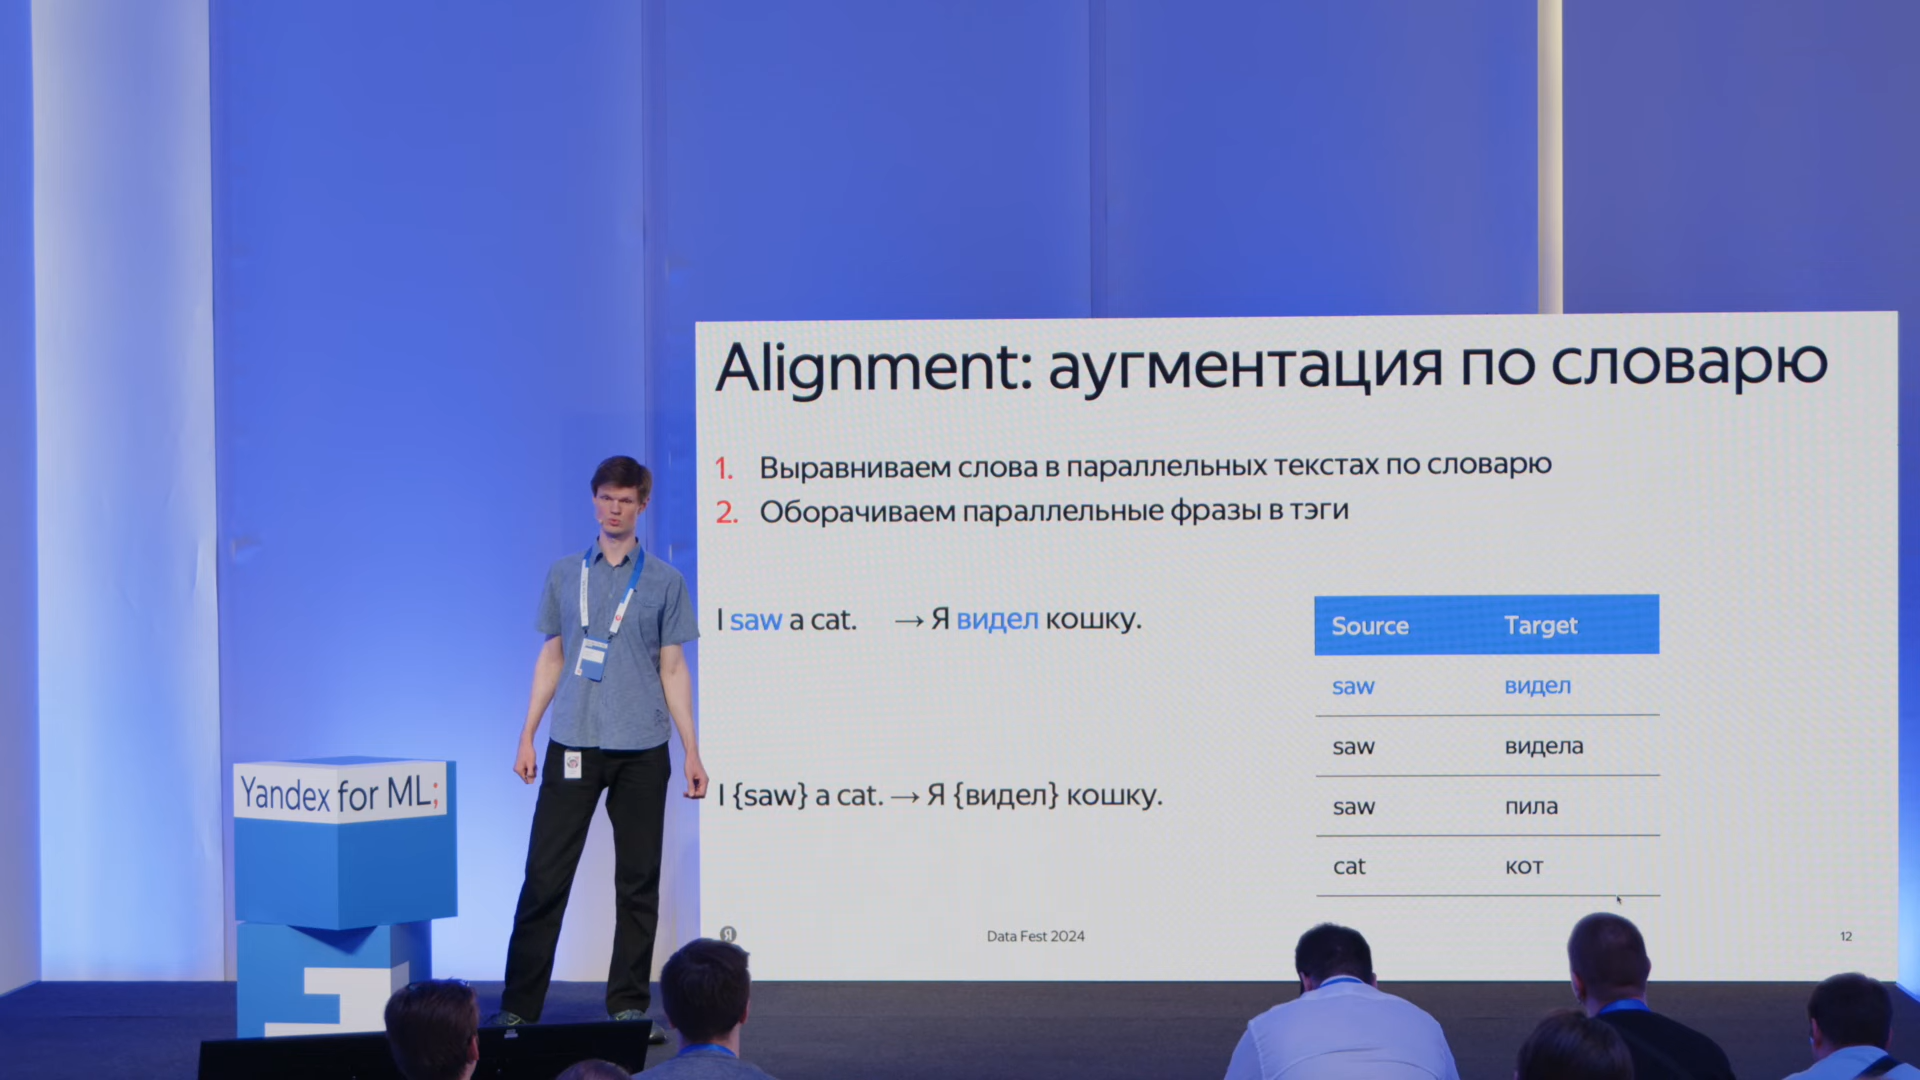 Alignment: аугментация по словарю
1. Выравниваем слова в параллельных текстах по словарю
2. Оборачиваем параллельные фразы в тэги
I saw a cat. → Я видел кошку.
I {saw} a cat. → Я {видел} кошку.
Source Target
saw видел
saw видела
saw пила
cat кот
Я Data Fest 2024 12
Yandex for ML;